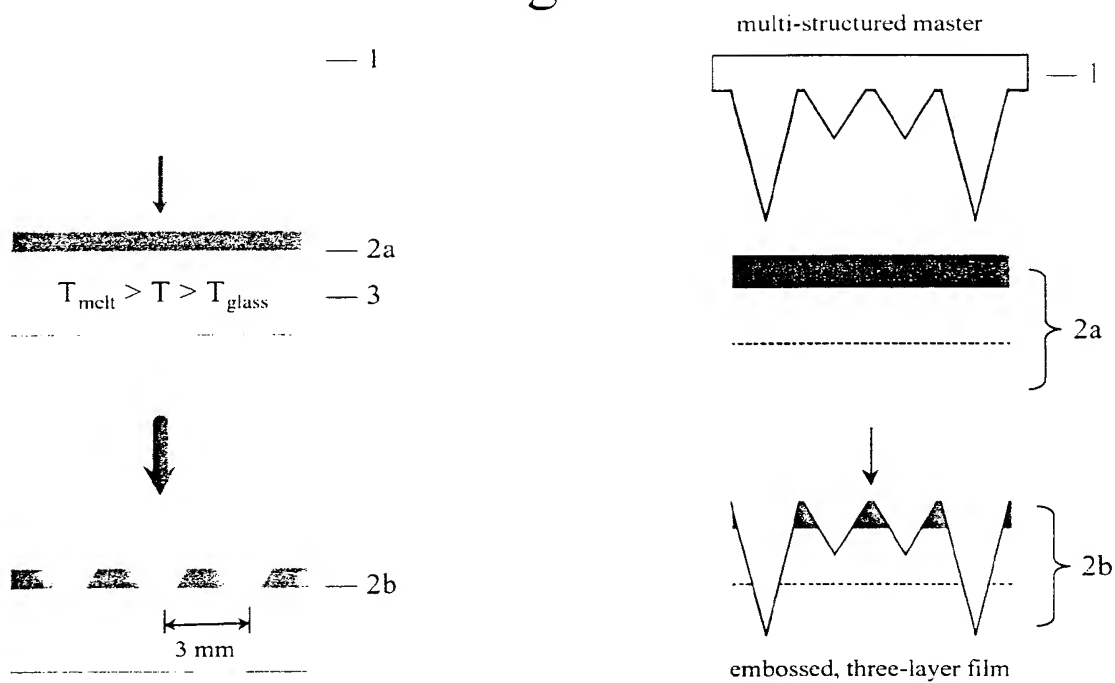 g
1
2a
T_melt > T > T_glass
3
2b
3 mm
multi-structured master
1
2a
2b
embossed, three-layer film